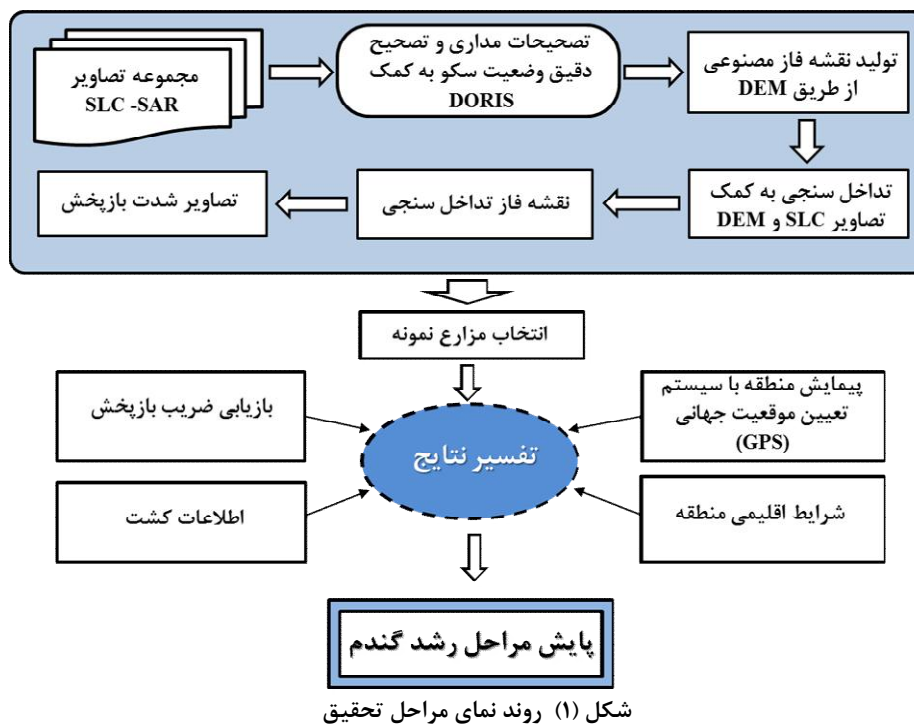 مجموعه تصاویر
SLC -SAR
تصحیحات مداری و تصحیح
دقیق وضعیت سکو به کمک
DORIS
تولید نقشه فاز مصنوعی
از طریق DEM
تداخل سنجی به کمک
تصاویر SLC و DEM
نقشه فاز تداخل سنجی
تصاویر شدت بازپخش
انتخاب مزارع نمونه
پیمایش منطقه با سیستم
تعیین موقعیت جهانی
(GPS)
بازیابی ضریب بازپخش
تفسیر نتایج
شرایط اقلیمی منطقه
اطلاعات کشت
پایش مراحل رشد گندم
شکل (۱) روند نمای مراحل تحقیق